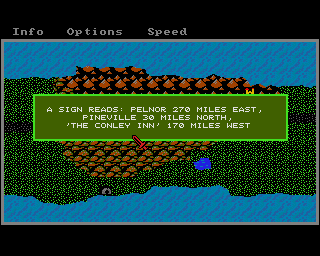 Info Options Speed
A SIGN READS: PELNOR 270 MILES EAST,
PINEVILLE 30 MILES NORTH,
'THE CONLEY INN' 170 MILES WEST